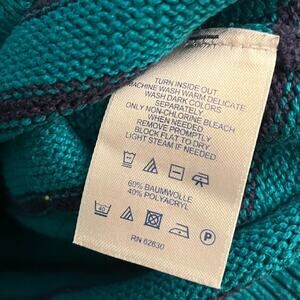 TURN INSIDE OUT
MACHINE WASH WARM DELICATE
WASH DARK COLORS
SEPARATELY
ONLY NON-CHLORINE BLEACH
WHEN NEEDED
REMOVE PROMPTLY
BLOCK FLAT TO DRY
LIGHT STEAM IF NEEDED
60% BAUMWOLLE
40% POLYACRYL
40
P
RN 62830